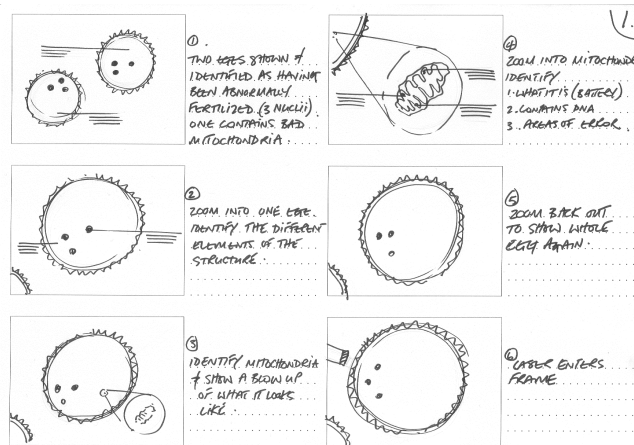 1.
①.
TWO EGGS SHOWN &
IDENTIFIED AS HAVING
BEEN ABNORMALLY
FERTILIZED. (3 NUCLII)
ONE CONTAINS BAD
MITOCHONDRIA.
②
ZOOM INTO ONE EGG.
IDENTIFY THE DIFFERENT
ELEMENTS OF THE
STRUCTURE.
③
IDENTIFY MITOCHONDRIA
& SHOW A BLOW UP
OF WHAT IT LOOKS
LIKE.
④
ZOOM INTO MITOCHONDR
IDENTIFY
1. WHAT IT IS (BATERY)
2. CONTAINS DNA
3. AREAS OF ERROR.
⑤
ZOOM BACK OUT
TO SHOW WHOLE
EGG AGAIN.
⑥
LASER ENTERS
FRAME